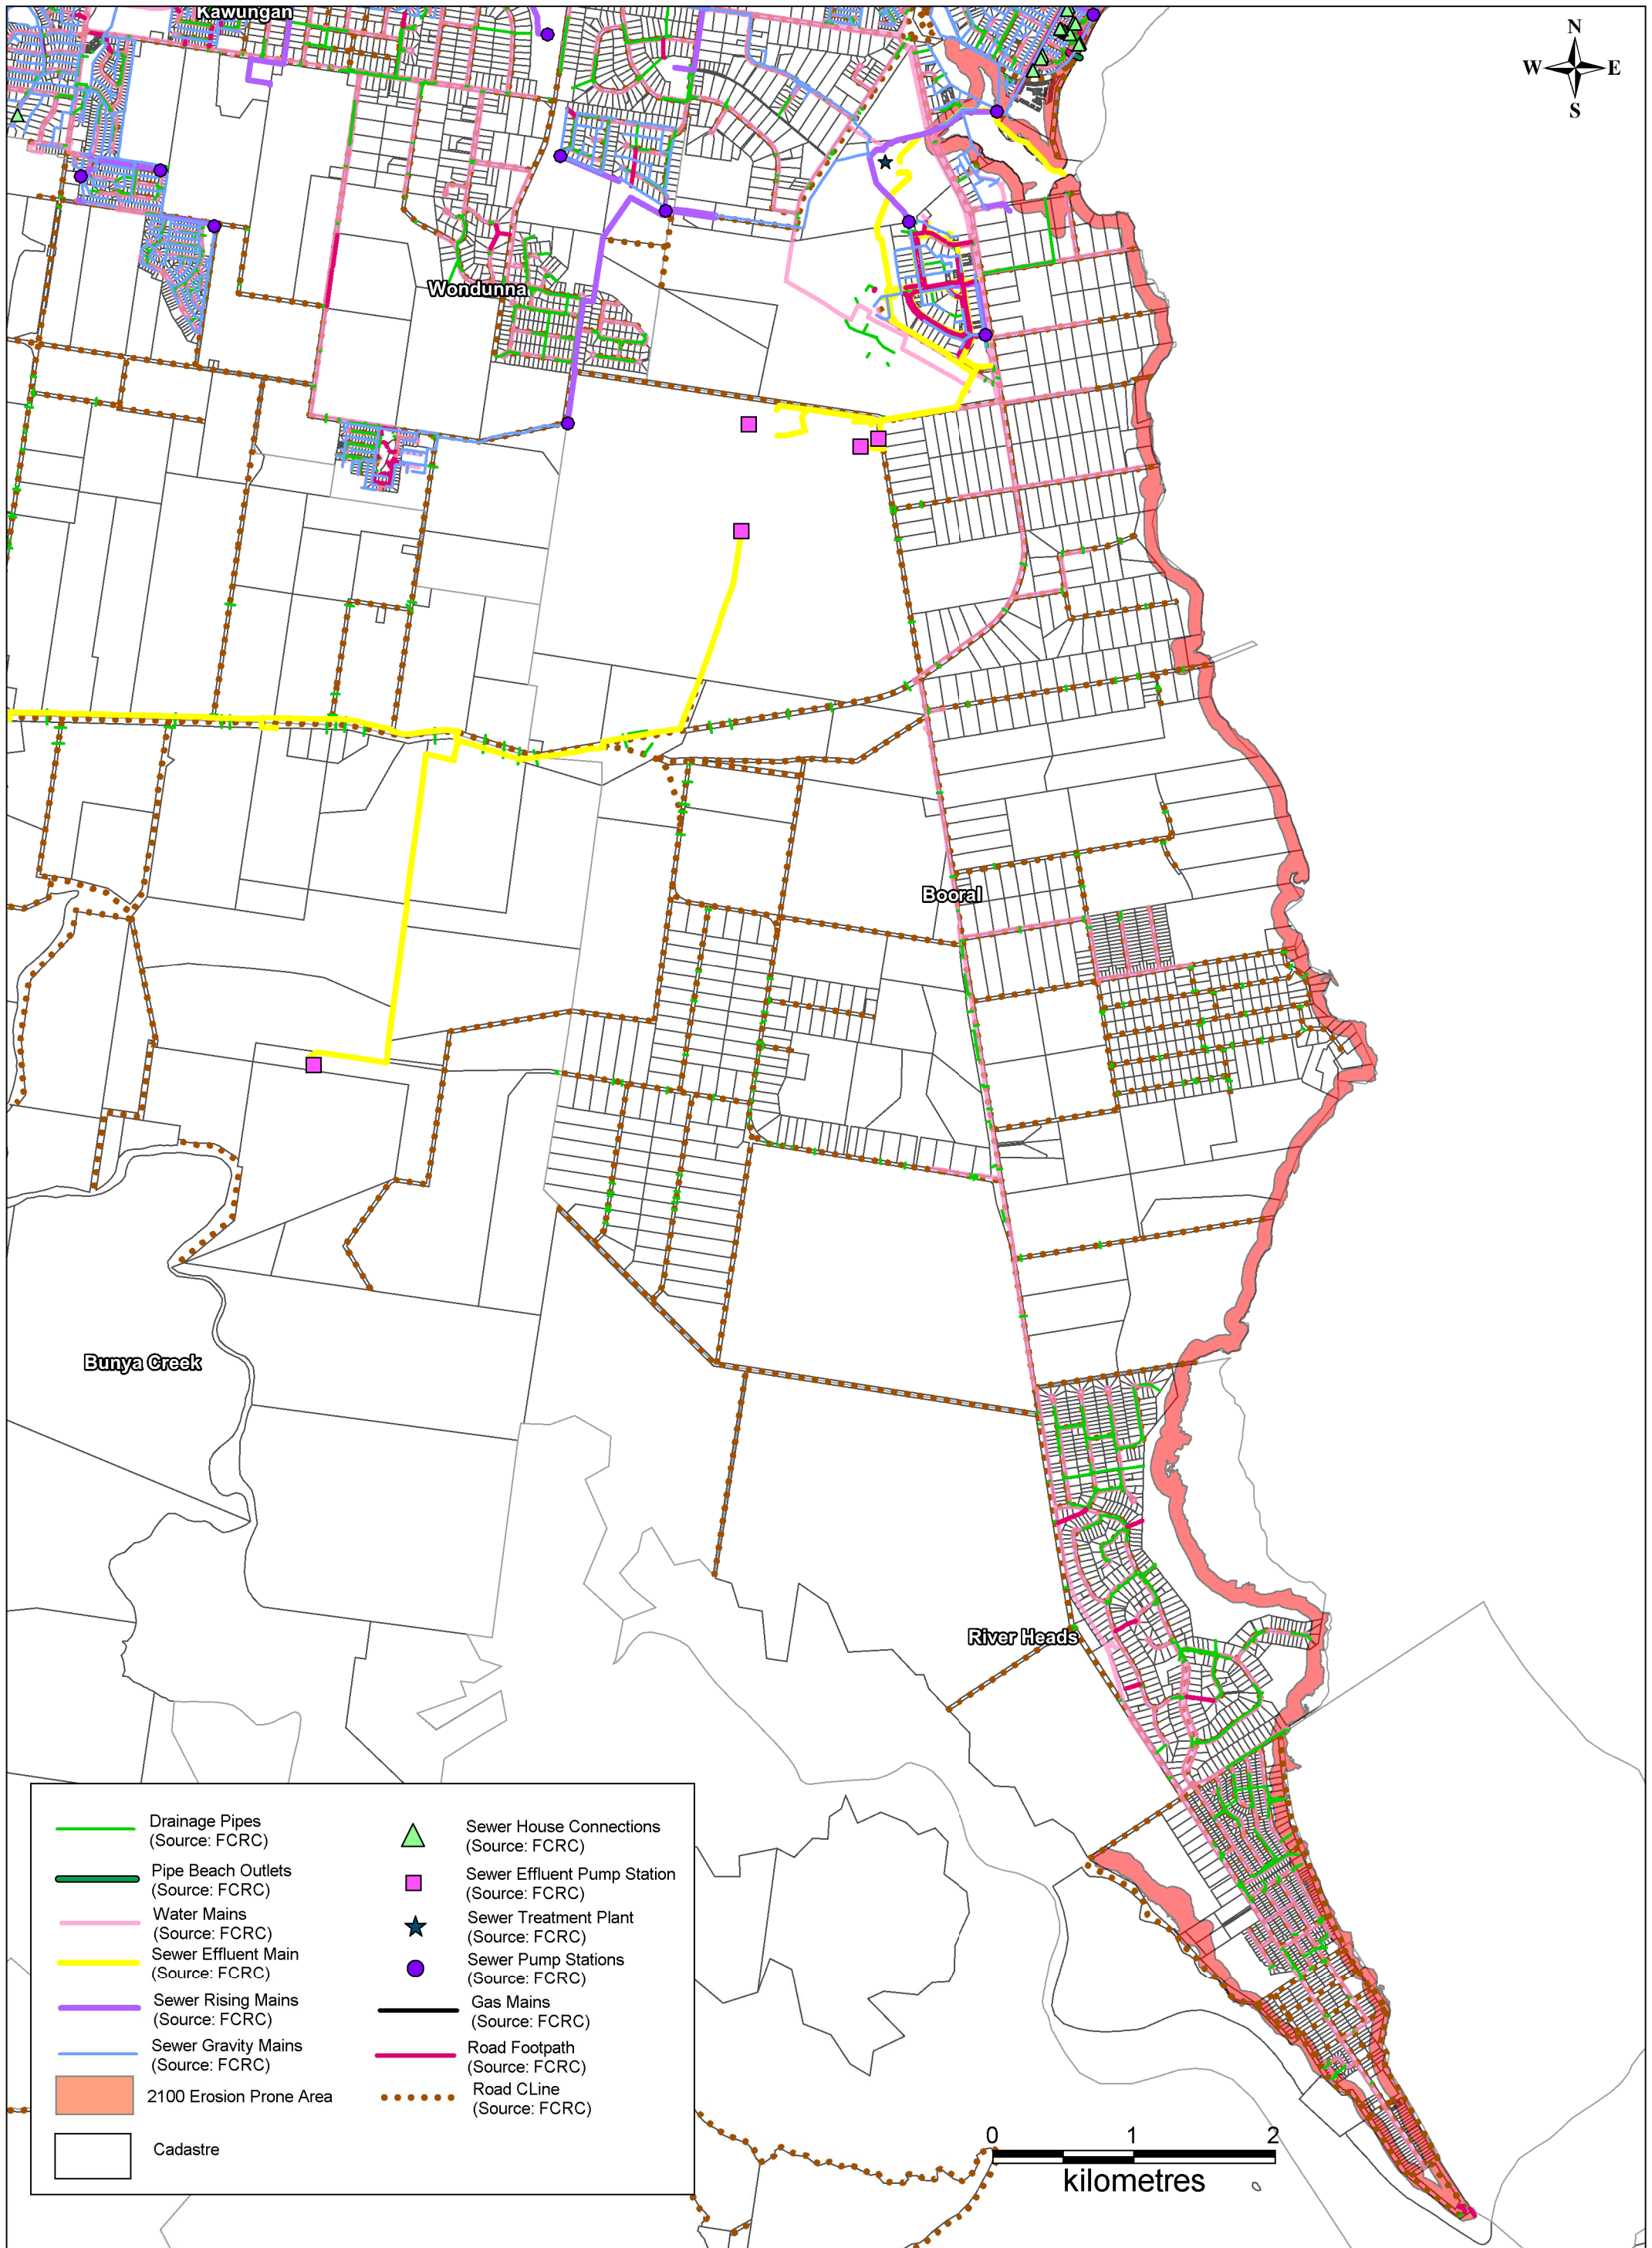 Kawungan
N
W E
S
Wondunna
Booral
Bunya Creek
River Heads
Drainage Pipes
(Source: FCRC)
Pipe Beach Outlets
(Source: FCRC)
Water Mains
(Source: FCRC)
Sewer Effluent Main
(Source: FCRC)
Sewer Rising Mains
(Source: FCRC)
Sewer Gravity Mains
(Source: FCRC)
2100 Erosion Prone Area
Cadastre
Sewer House Connections
(Source: FCRC)
Sewer Effluent Pump Station
(Source: FCRC)
Sewer Treatment Plant
(Source: FCRC)
Sewer Pump Stations
(Source: FCRC)
Gas Mains
(Source: FCRC)
Road Footpath
(Source: FCRC)
Road CLine
(Source: FCRC)
0 1 2
kilometres